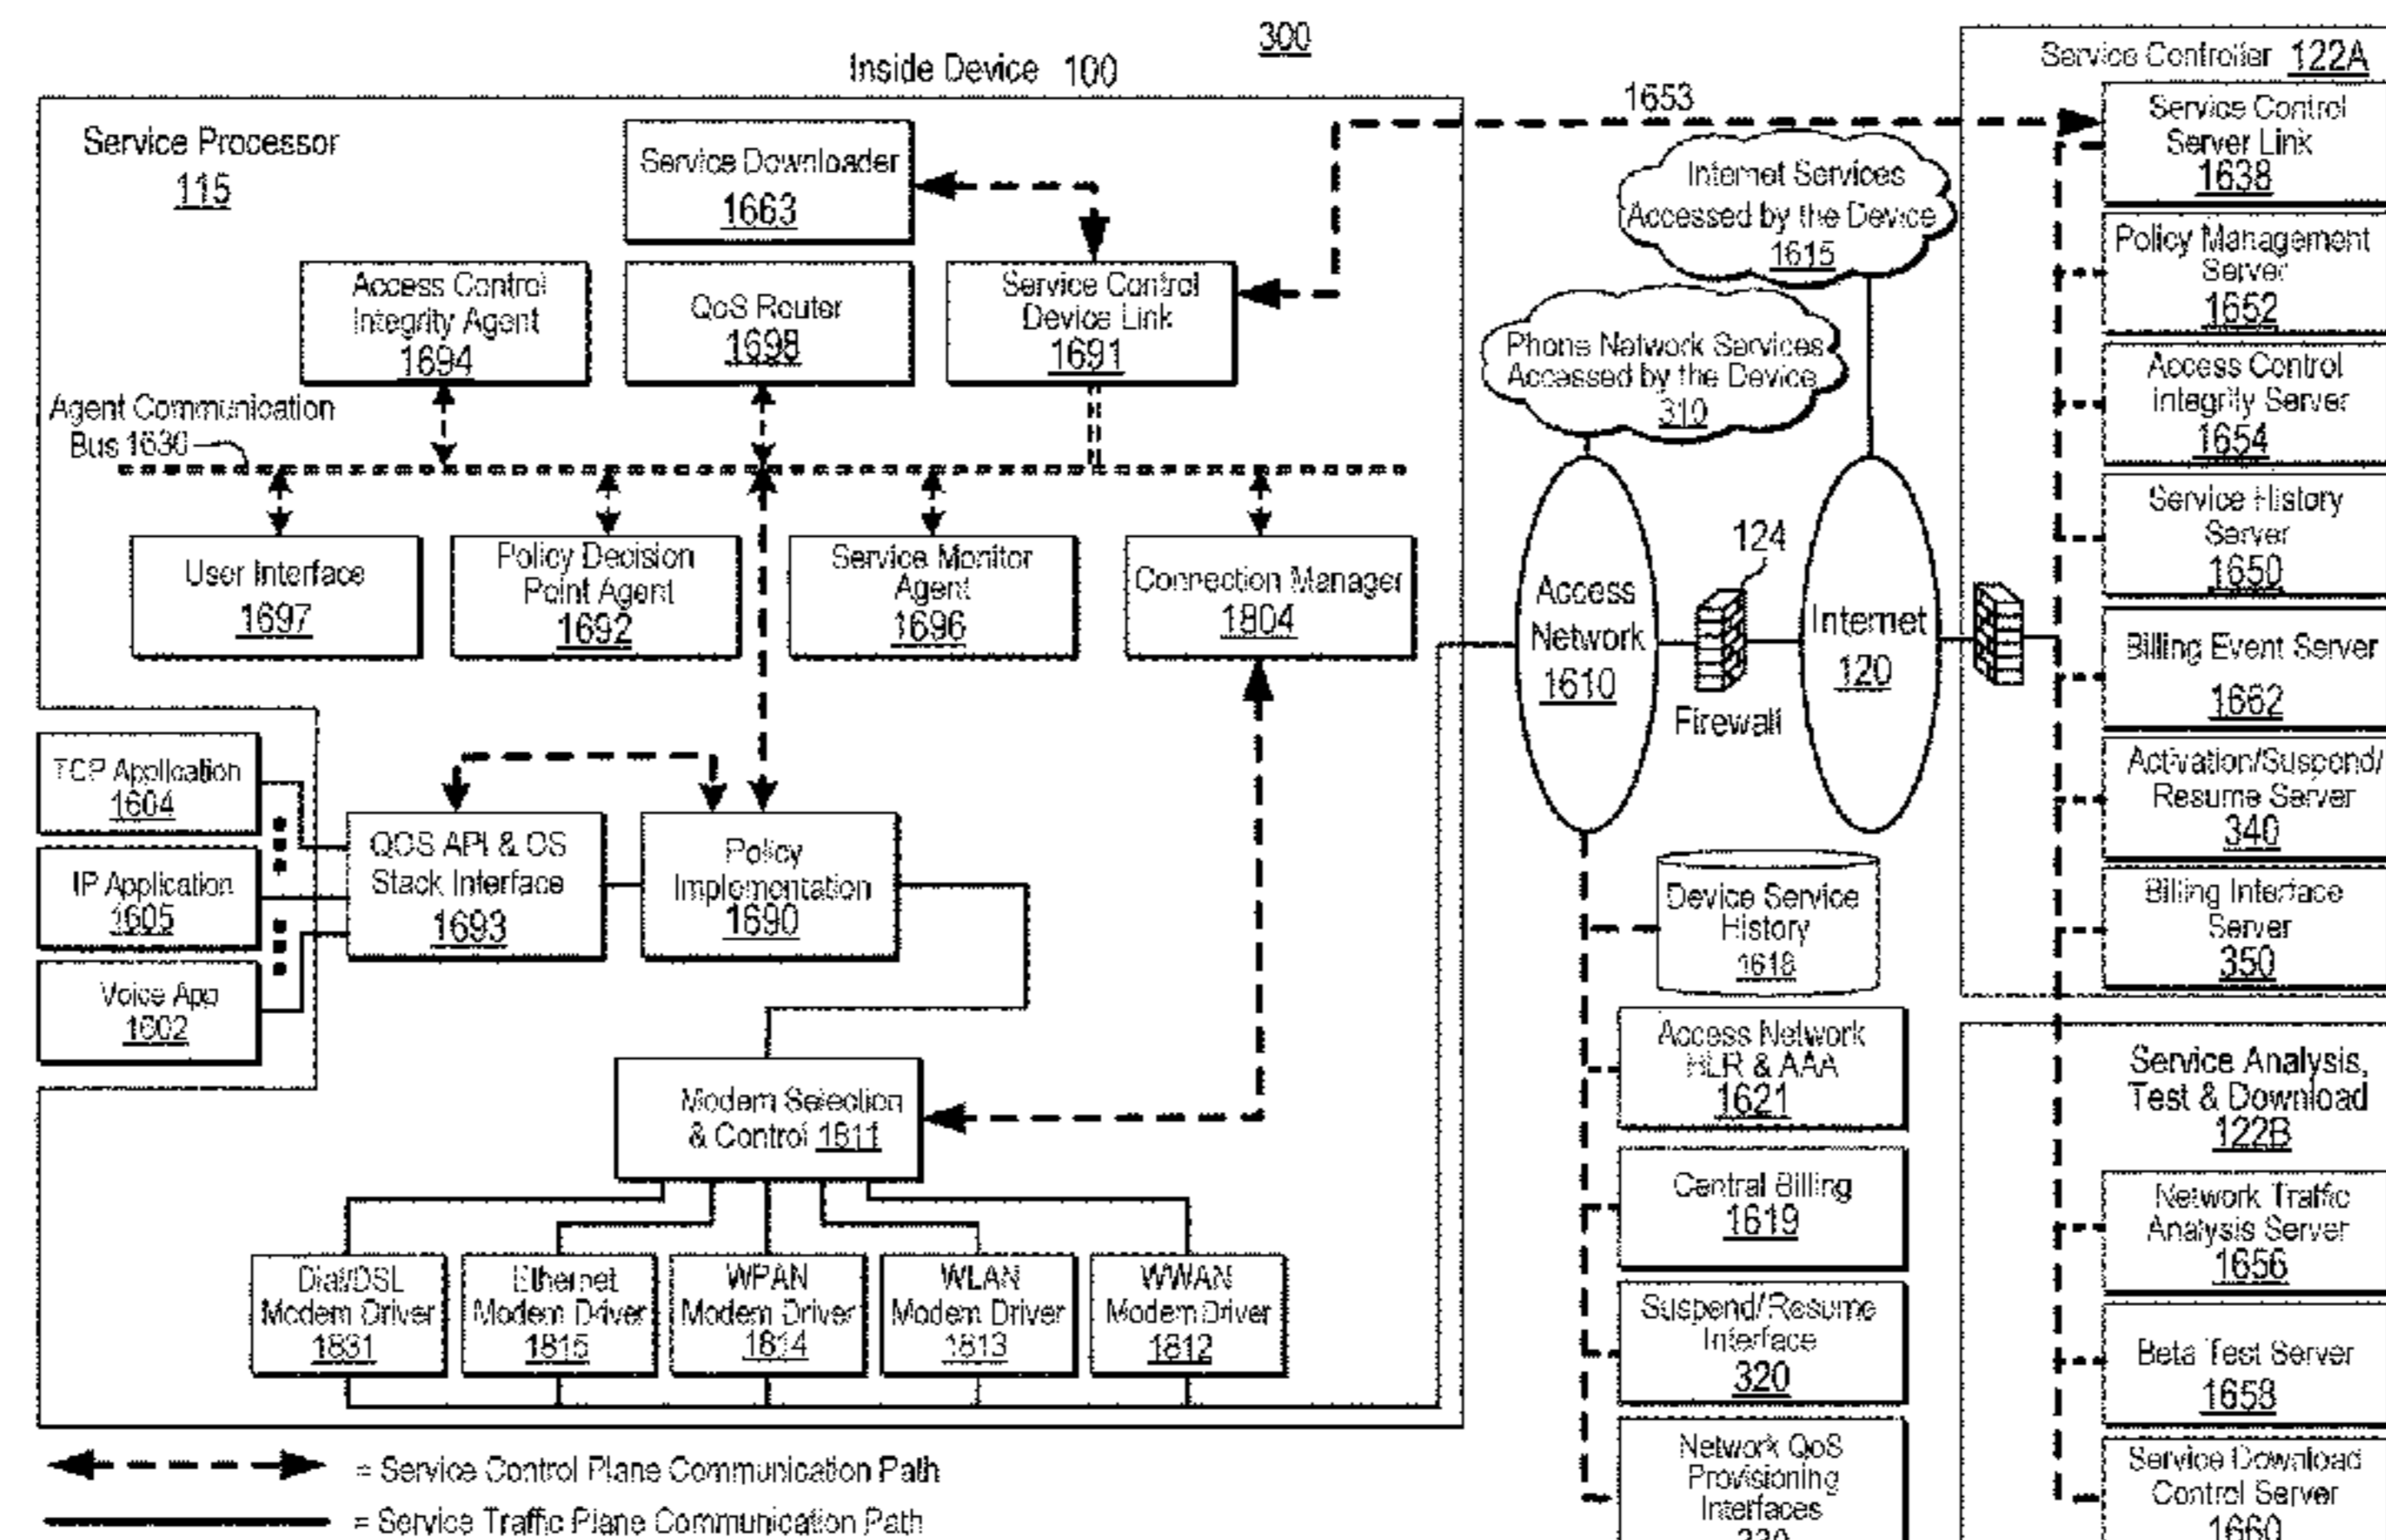 300
Inside Device 100
Service Processor
115
Service Downloader
1663
Access Control
Integrity Agent
1694
QoS Router
1698
Service Control
Device Link
1691
Agent Communication
Bus 1630
User Interface
1697
Policy Decision
Point Agent
1692
Service Monitor
Agent
1696
Connection Manager
1804
TCP Application
1604
IP Application
1605
Voice App
1602
QOS API & OS
Stack Interface
1693
Policy
Implementation
1690
Modem Selection
& Control 1811
Dial/DSL
Modem Driver
1831
Ethernet
Modem Driver
1815
WPAN
Modem Driver
1814
WLAN
Modem Driver
1813
WWAN
Modem Driver
1812
= Service Control Plane Communication Path
= Service Traffic Plane Communication Path
1653
Internet Services
Accessed by the Device
1615
Phone Network Services
Accessed by the Device
310
Access
Network
1610
124
Firewall
Internet
120
Device Service
History
1618
Access Network
HLR & AAA
1621
Central Billing
1619
Suspend/Resume
Interface
320
Network QoS
Provisioning
Interfaces
330
Service Controller 122A
Service Control
Server Link
1638
Policy Management
Server
1652
Access Control
Integrity Server
1654
Service History
Server
1650
Billing Event Server
1662
Activation/Suspend/
Resume Server
340
Billing Interface
Server
350
Service Analysis,
Test & Download
122B
Network Traffic
Analysis Server
1656
Beta Test Server
1658
Service Download
Control Server
1660